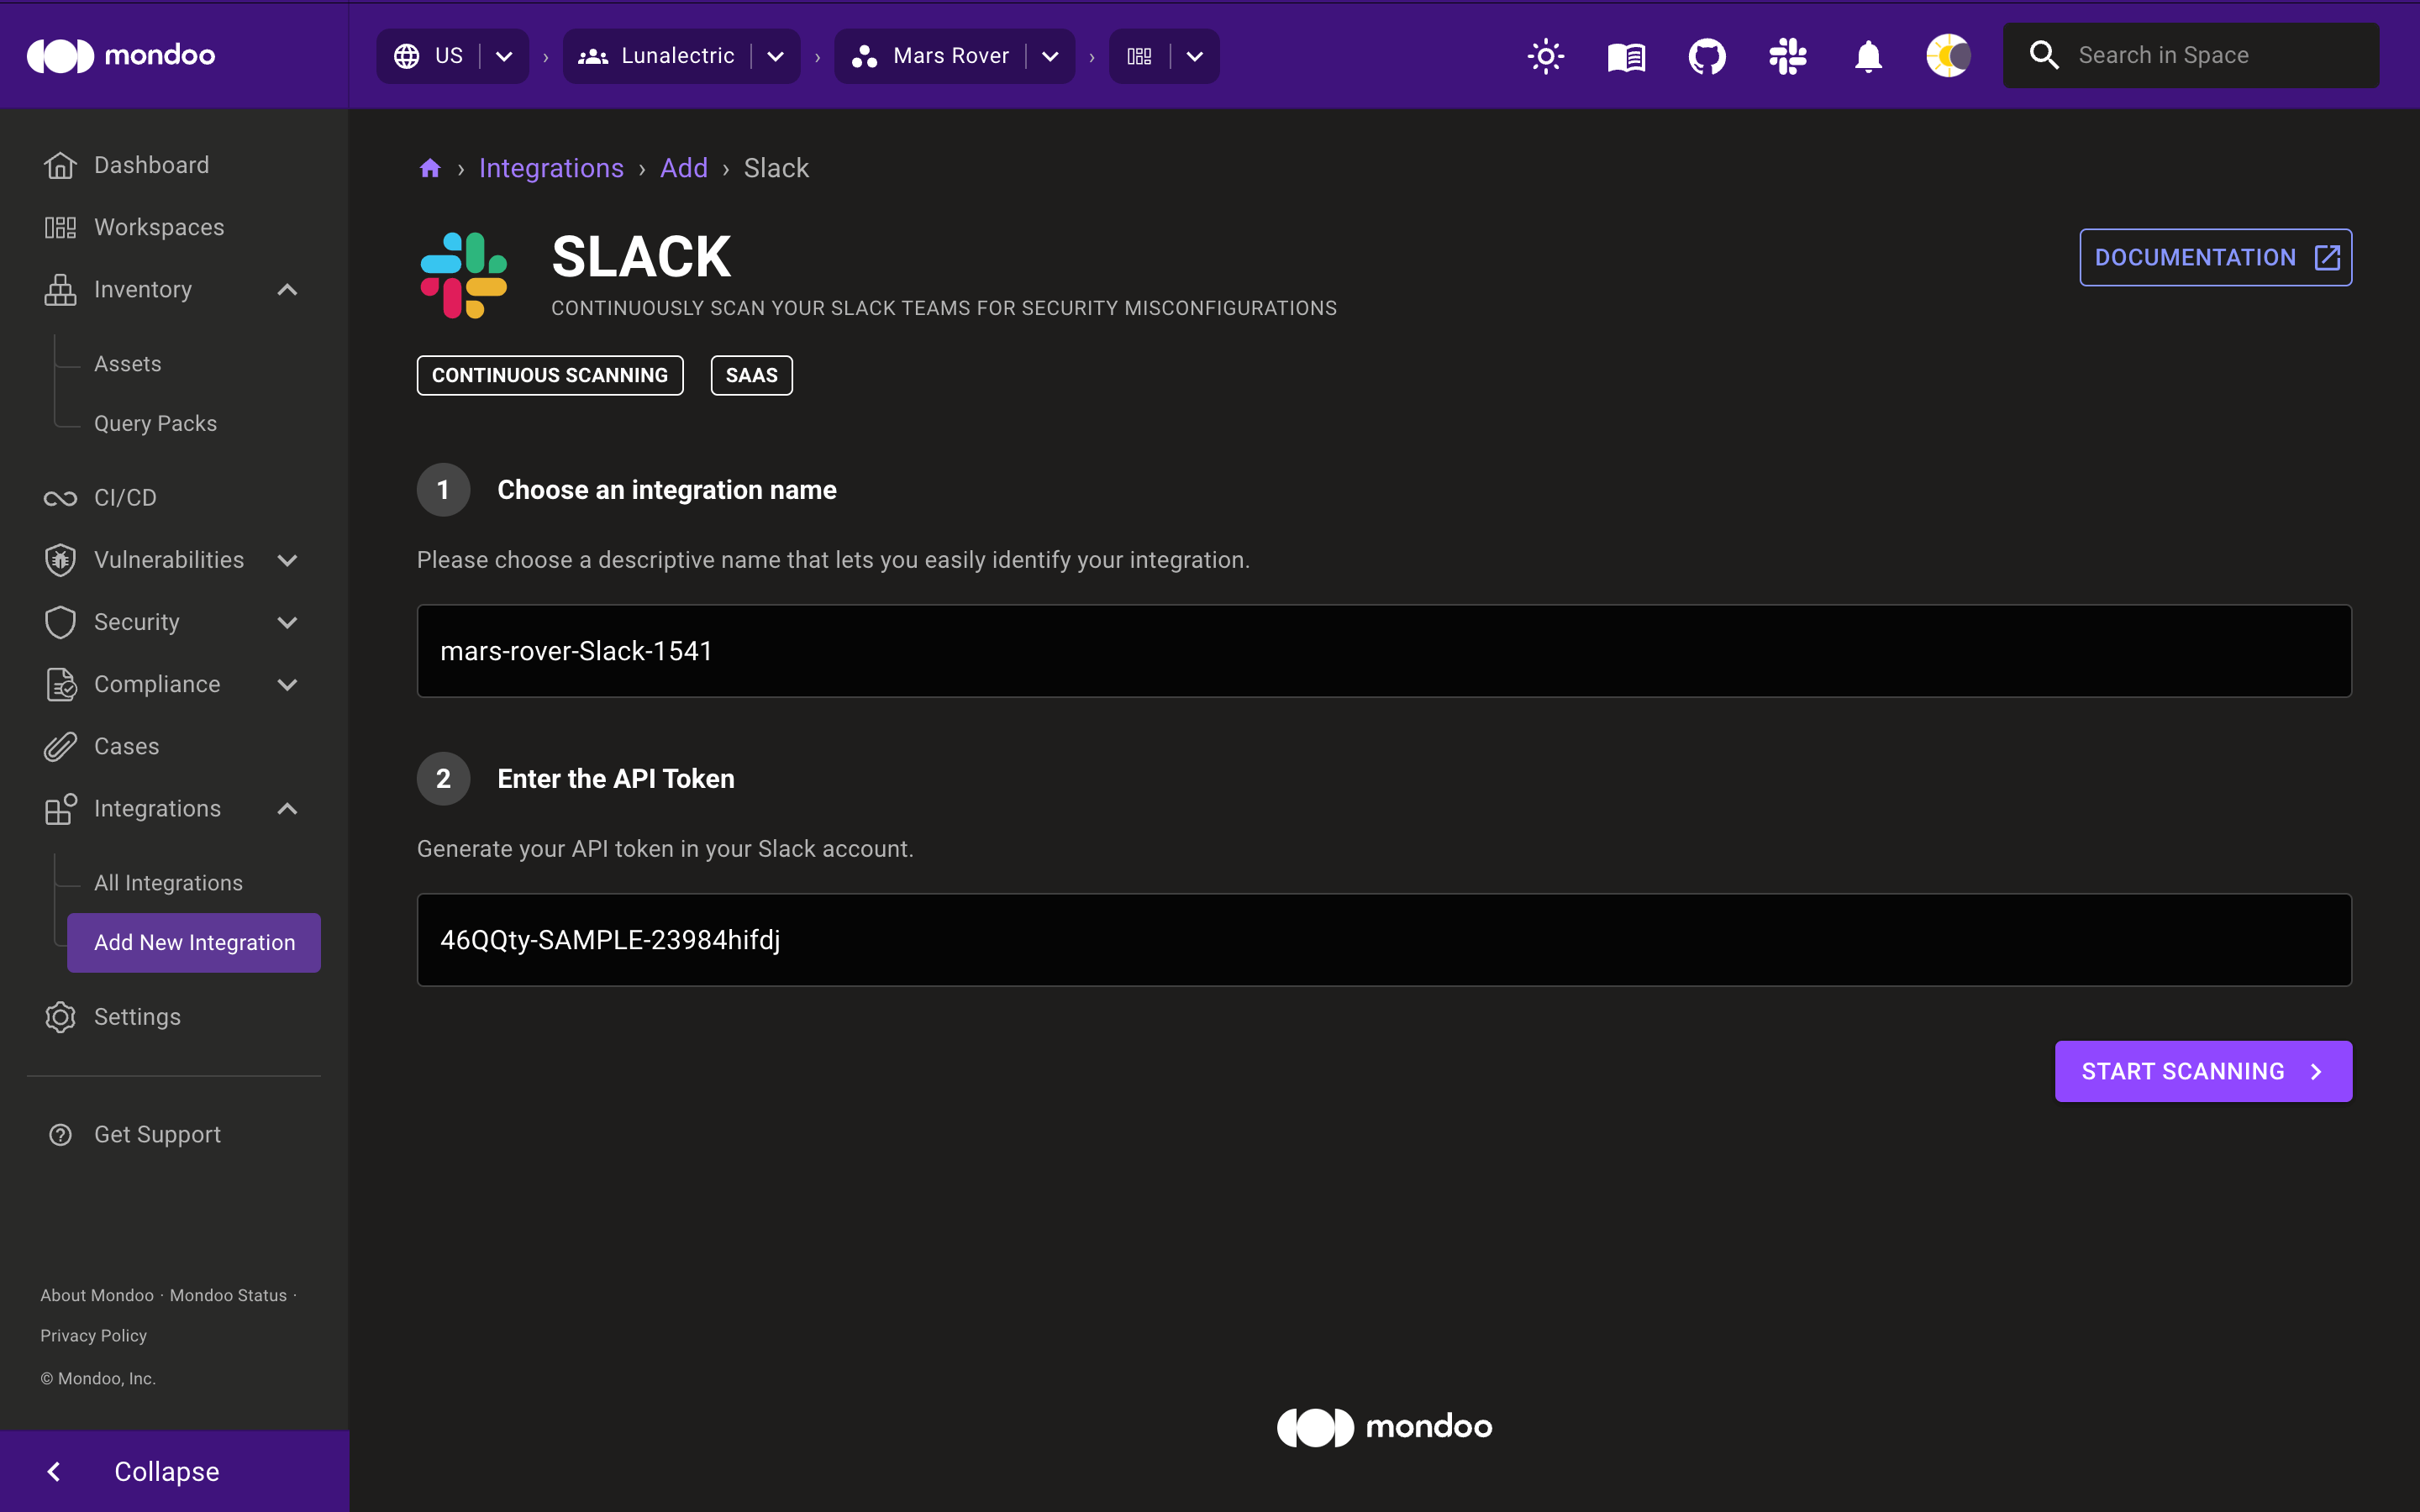 mondoo
US
Lunalectric
Mars Rover
Search in Space
Dashboard
Workspaces
Inventory
Assets
Query Packs
CI/CD
Vulnerabilities
Security
Compliance
Cases
Integrations
All Integrations
Add New Integration
Settings
Get Support
About Mondoo · Mondoo Status ·
Privacy Policy
© Mondoo, Inc.
Collapse
› Integrations › Add › Slack
SLACK
CONTINUOUSLY SCAN YOUR SLACK TEAMS FOR SECURITY MISCONFIGURATIONS
DOCUMENTATION
CONTINUOUS SCANNING
SAAS
1 Choose an integration name
Please choose a descriptive name that lets you easily identify your integration.
mars-rover-Slack-1541
2 Enter the API Token
Generate your API token in your Slack account.
46QQty-SAMPLE-23984hifdj
START SCANNING
mondoo